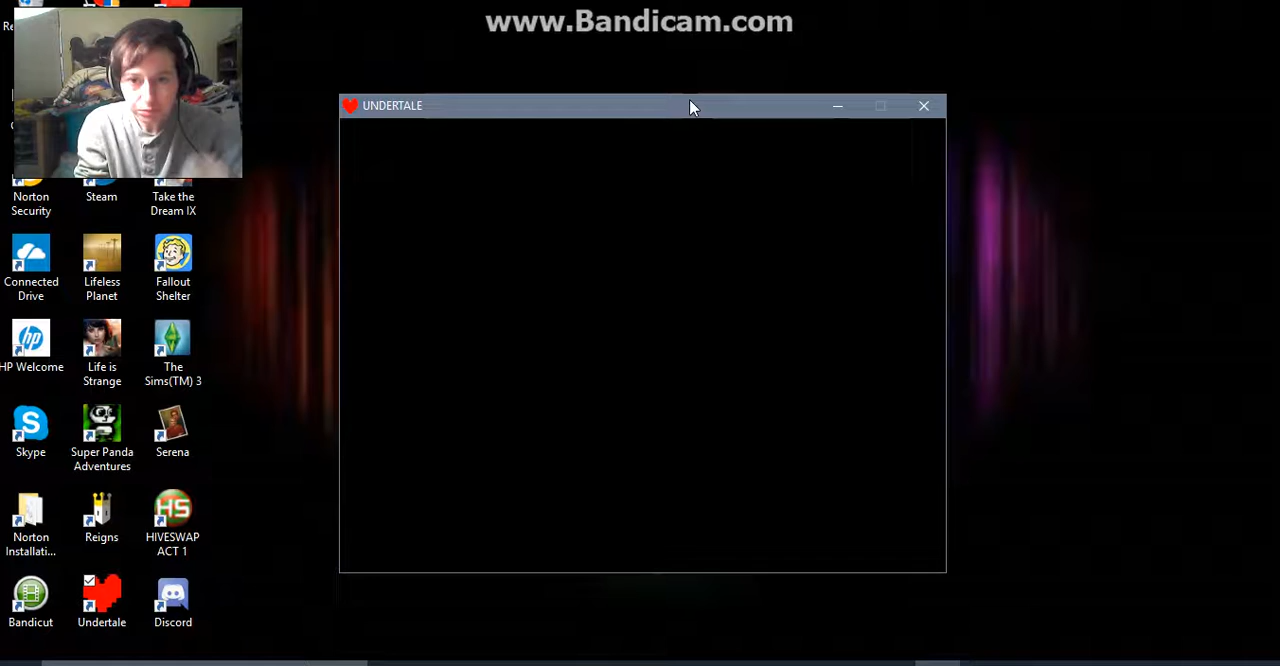 www.Bandicam.com
UNDERTALE
Norton
Security
Steam
Take the
Dream IX
Connected
Drive
Lifeless
Planet
Fallout
Shelter
hp
HP Welcome
Life is
Strange
The
Sims(TM) 3
S
Skype
Super Panda
Adventures
Serena
Norton
Installati...
Reigns
HS
HIVESWAP
ACT 1
Bandicut
Undertale
Discord